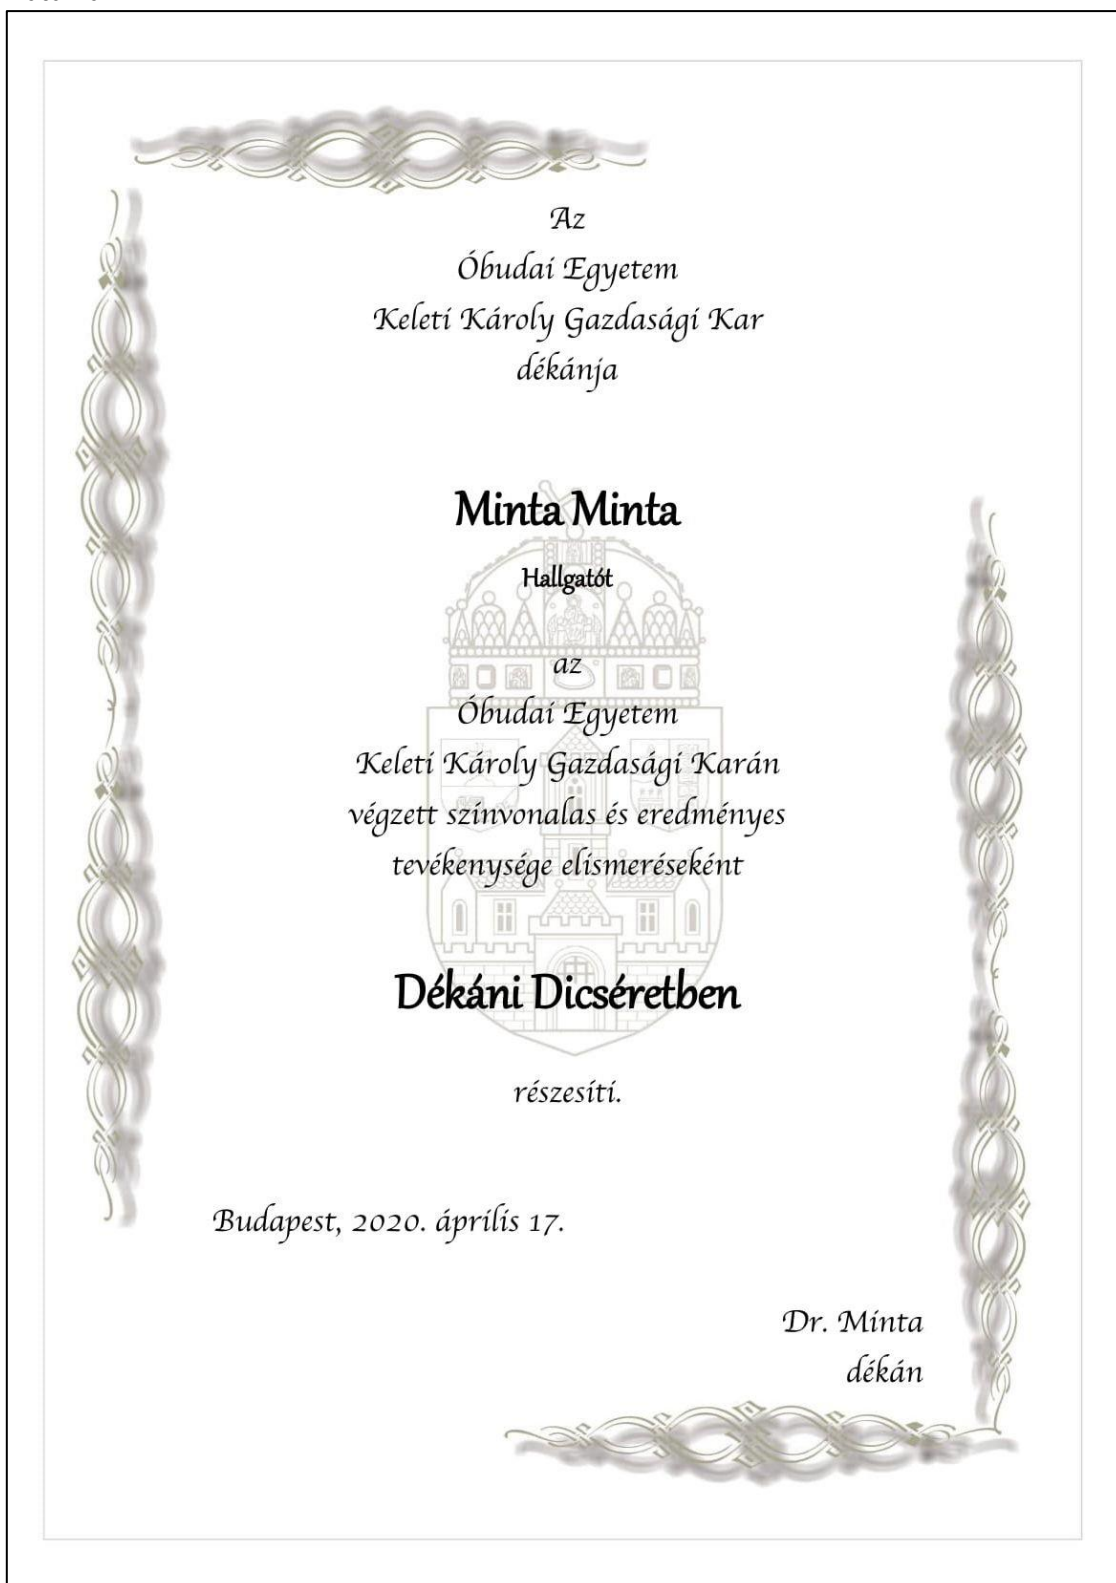 Az
Óbudai Egyetem
Keleti Károly Gazdasági Kar
dékánja
Minta Minta
Hallgatót
az
Óbudai Egyetem
Keleti Károly Gazdasági Karán
végzett színvonalas és eredményes
tevékenysége elismeréseként
Dékáni Dicséretben
részesíti.
Budapest, 2020. április 17.
Dr. Minta
dékán